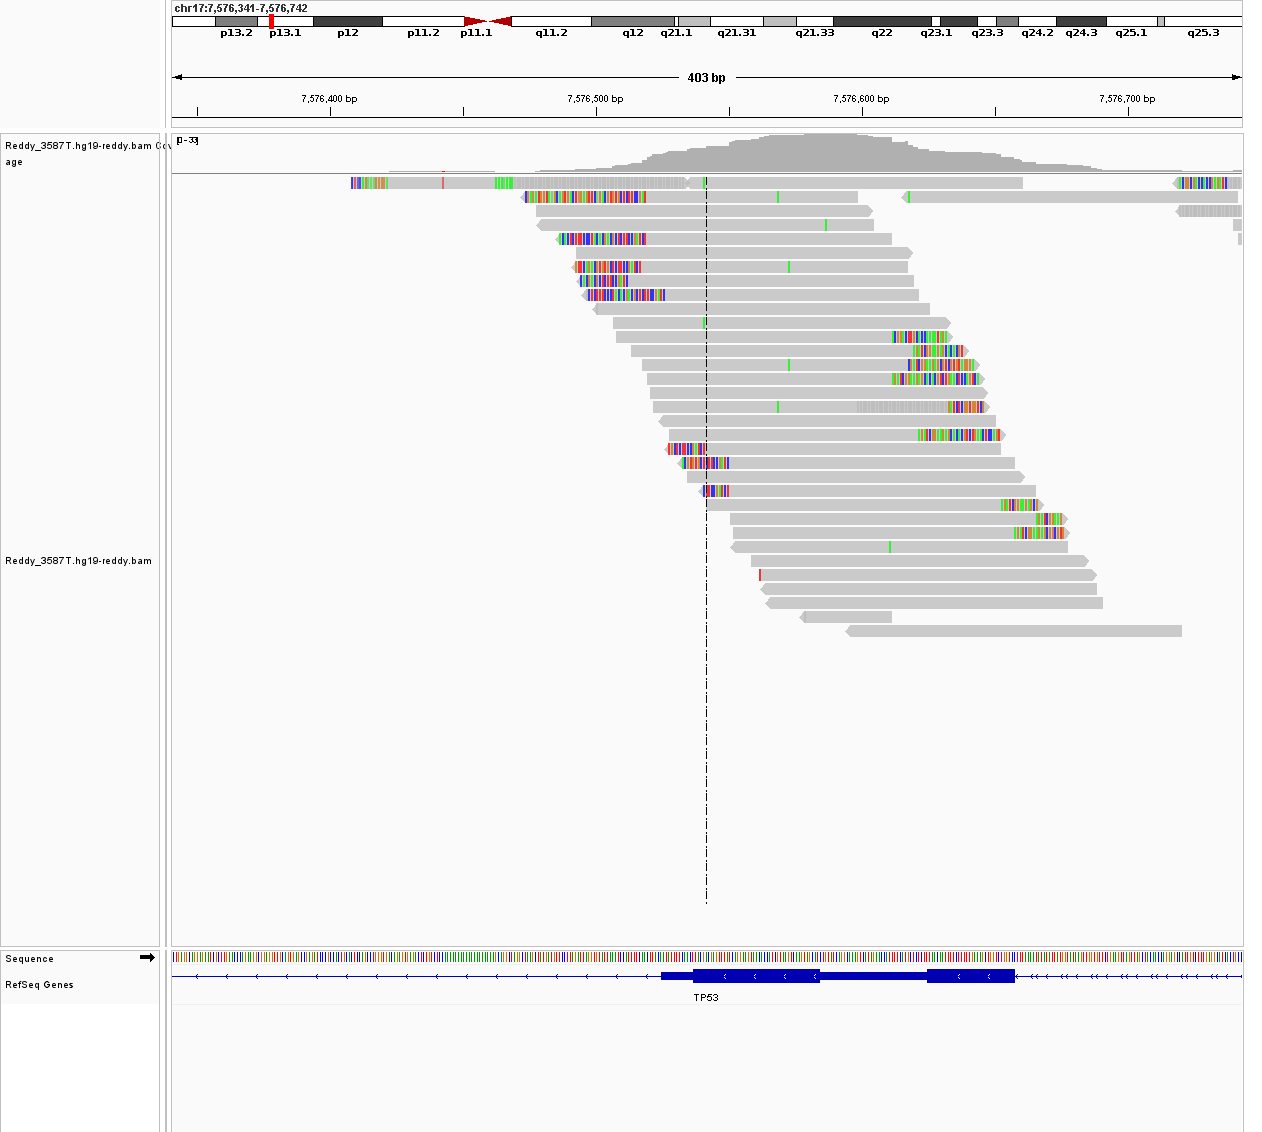 chr17:7,576,341-7,576,742
p13.2 p13.1 p12 p11.2 p11.1 q11.2 q12 q21.1 q21.31 q21.33 q22 q23.1 q23.3 q24.2 q24.3 q25.1 q25.3
403 bp
7,576,400 bp 7,576,500 bp 7,576,600 bp 7,576,700 bp
[0 - 33]
Reddy_3587T.hg19-reddy.bam Cov
age
Reddy_3587T.hg19-reddy.bam
Sequence
RefSeq Genes
TP53